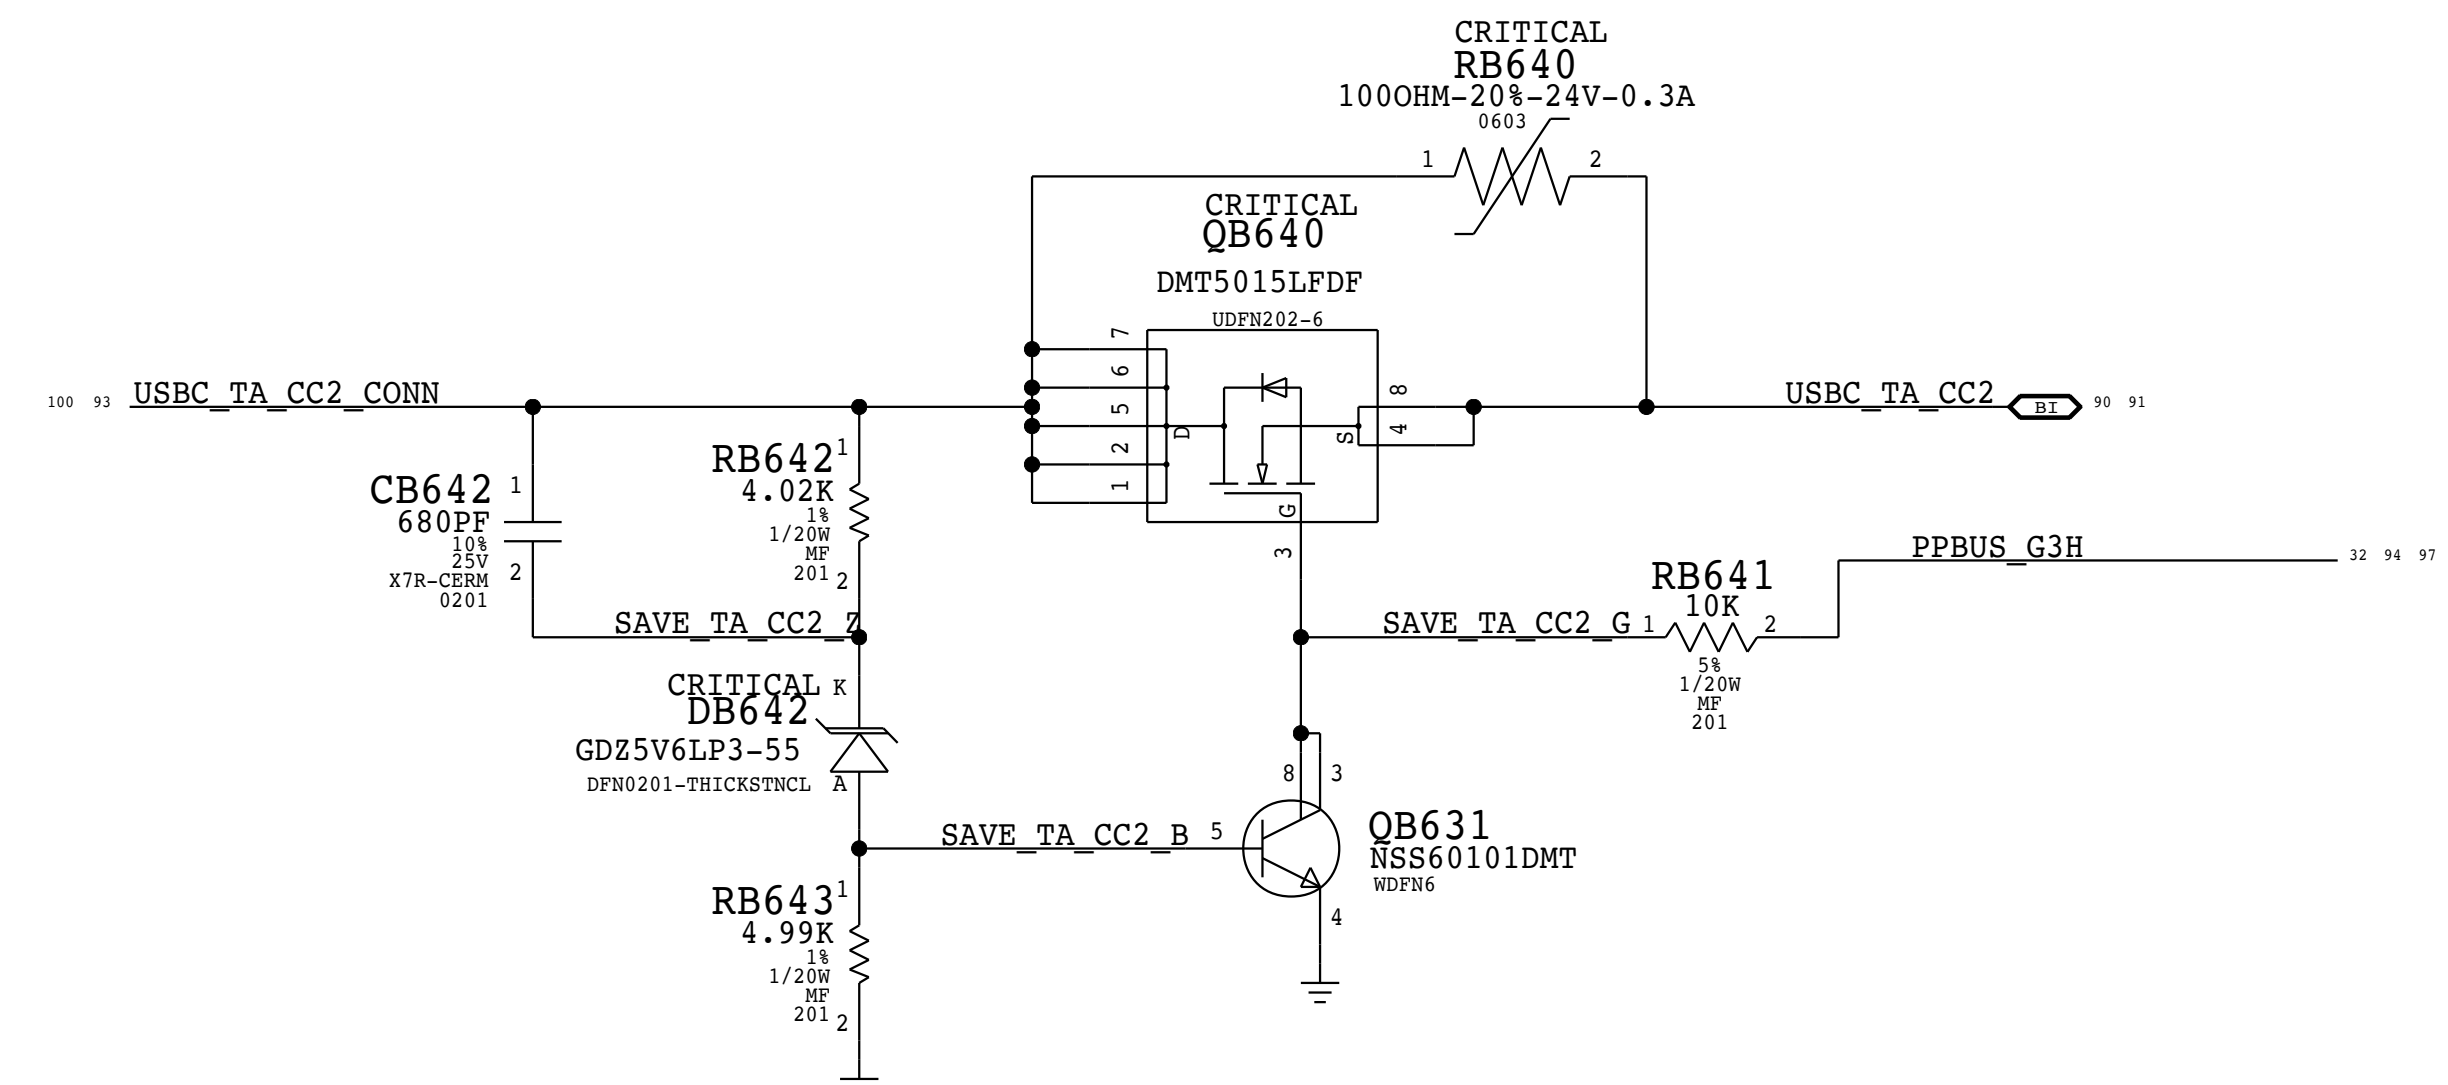 CRITICAL
RB640
100OHM-20%-24V-0.3A
0603
1
2
CRITICAL
QB640
DMT5015LFDF
UDFN202-6
7
6
5
2
1
D
S
G
8
4
3
100 93
USBC_TA_CC2_CONN
USBC_TA_CC2
BI
90 91
CB642
680PF
10%
25V
X7R-CERM
0201
1
2
RB642
4.02K
1%
1/20W
MF
201
1
2
SAVE_TA_CC2_Z
PPBUS_G3H
32 94 97
RB641
10K
SAVE_TA_CC2_G
1
2
5%
1/20W
MF
201
CRITICAL
DB642
GDZ5V6LP3-55
DFN0201-THICKSTNCL
K
A
SAVE_TA_CC2_B
5
8
3
4
QB631
NSS60101DMT
WDFN6
RB643
4.99K
1%
1/20W
MF
201
1
2